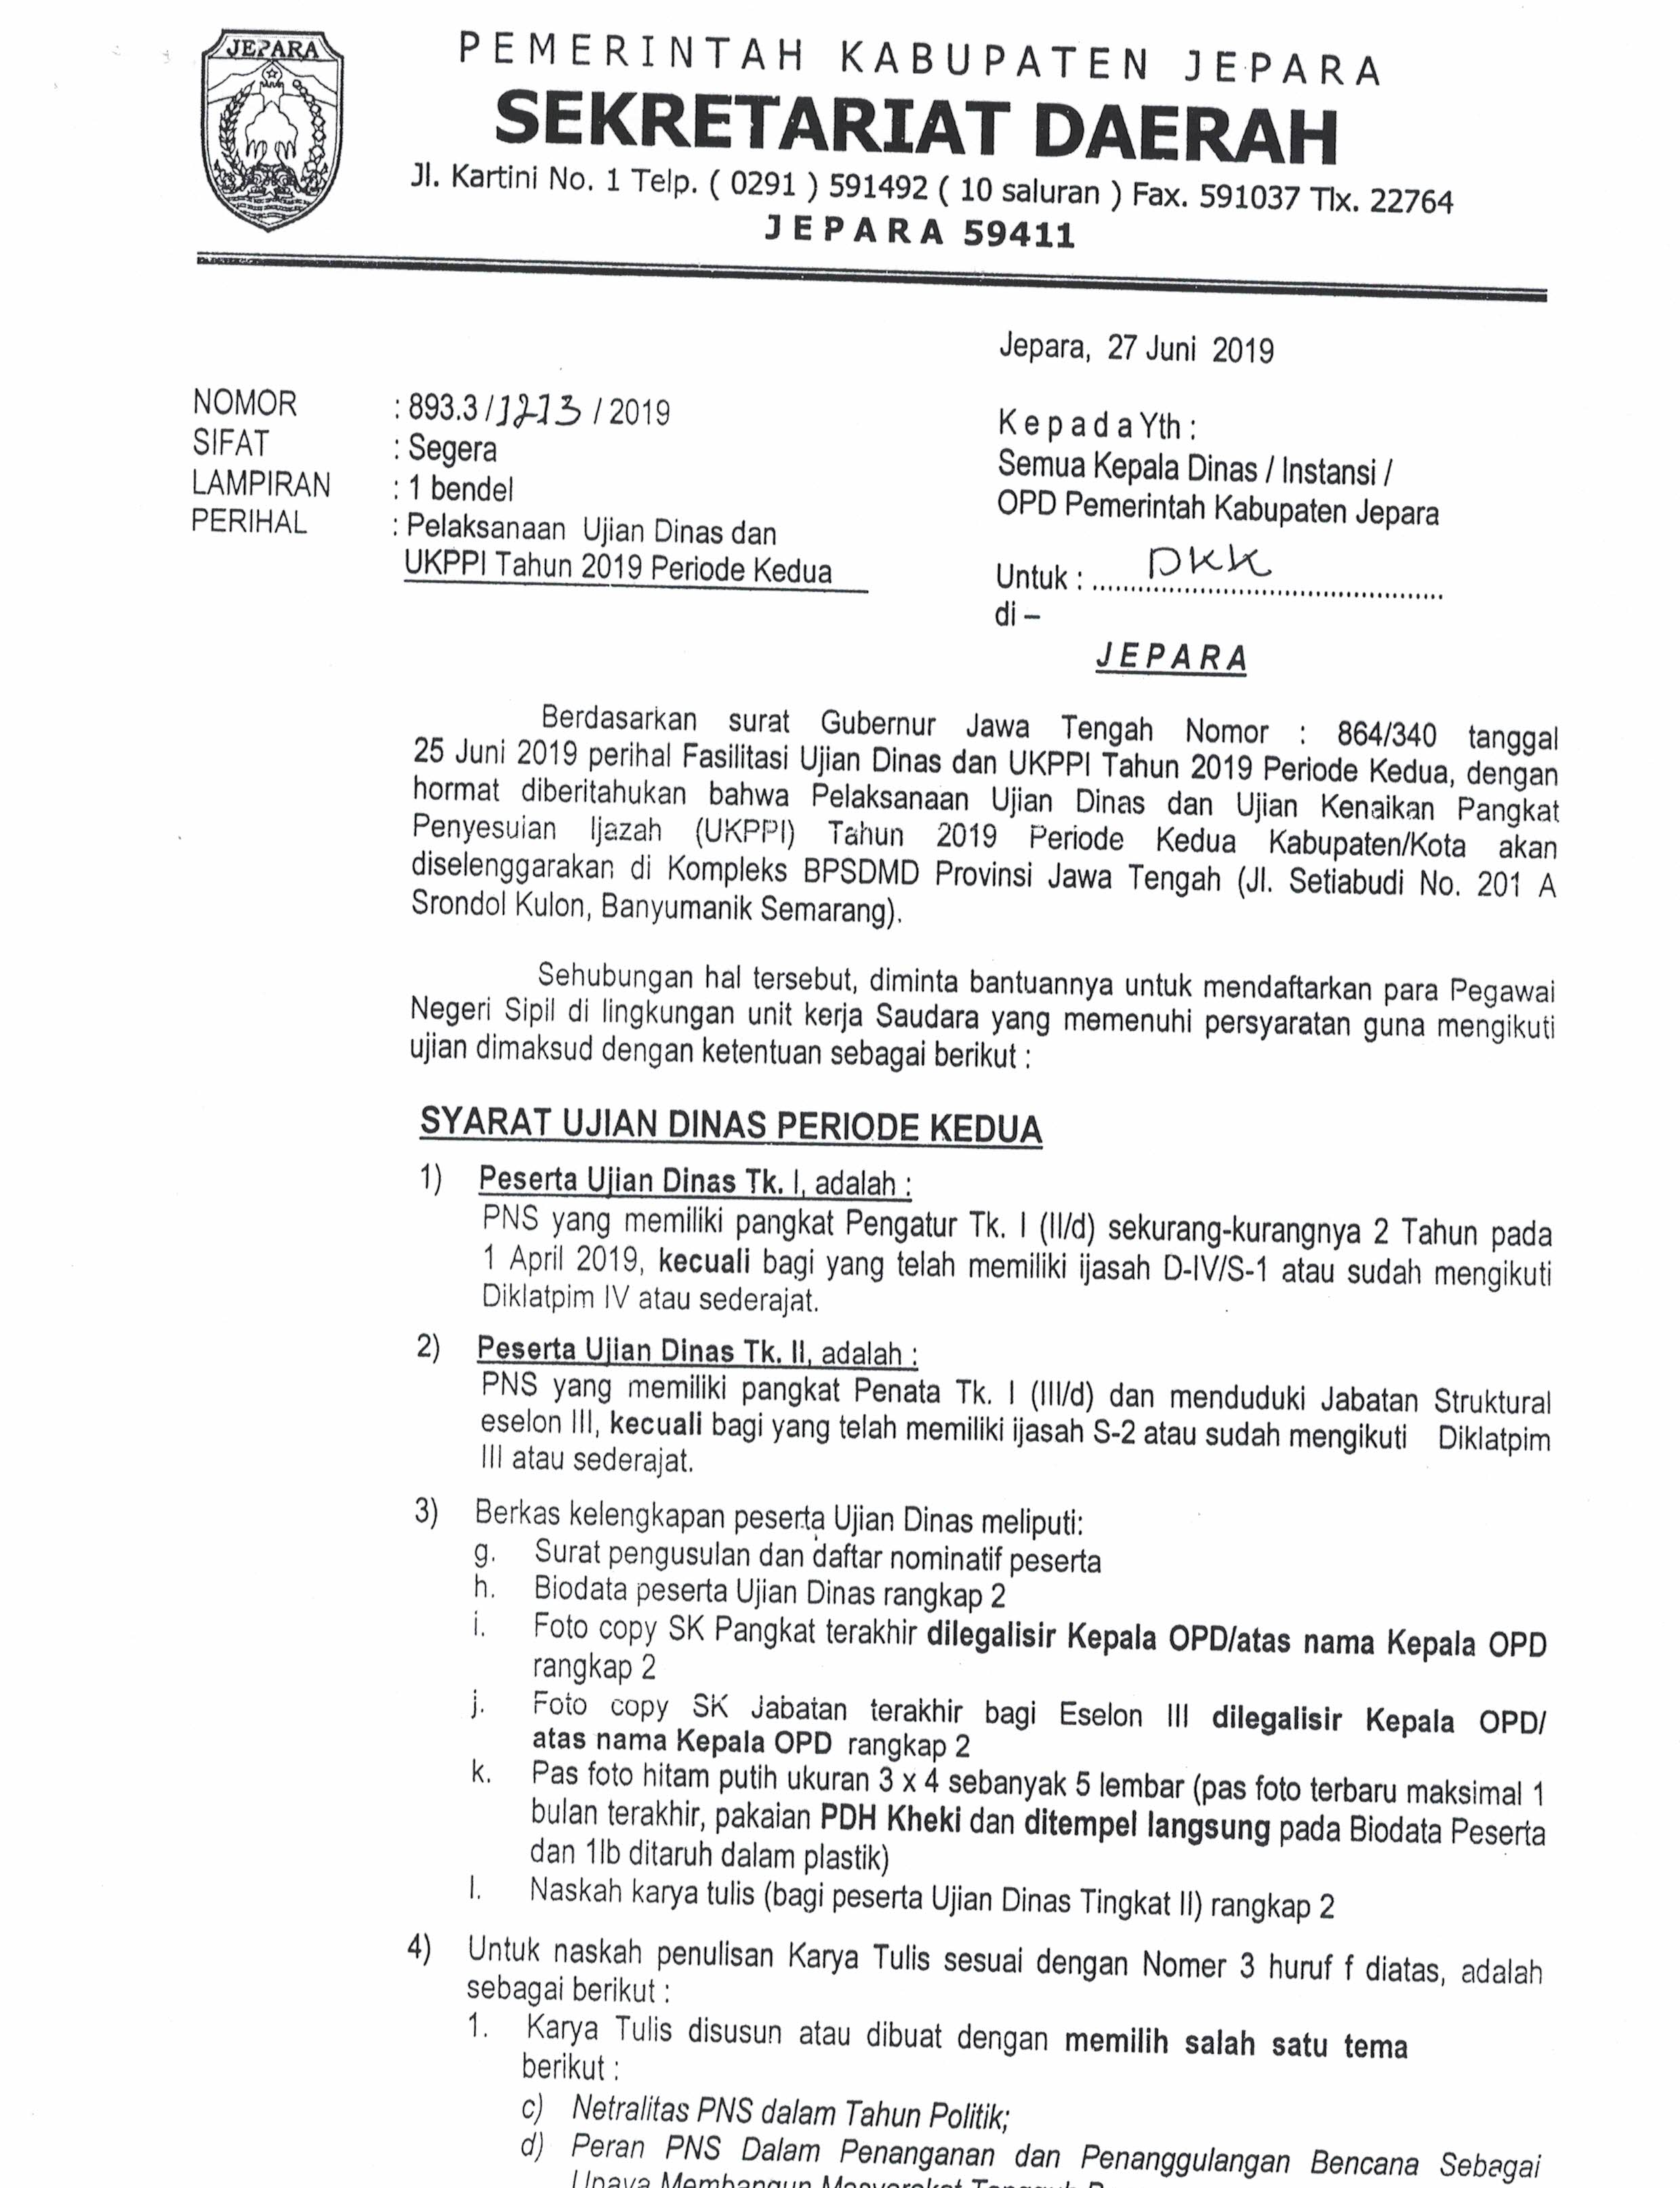 JEPARA
PEMERINTAH KABUPATEN JEPARA
SEKRETARIAT DAERAH
Jl. Kartini No. 1 Telp. ( 0291 ) 591492 ( 10 saluran ) Fax. 591037 Tlx. 22764
JEPARA 59411
Jepara, 27 Juni 2019
NOMOR : 893.3 / 1213 / 2019
SIFAT : Segera
LAMPIRAN : 1 bendel
PERIHAL : Pelaksanaan Ujian Dinas dan
UKPPI Tahun 2019 Periode Kedua
K e p a d a Yth :
Semua Kepala Dinas / Instansi /
OPD Pemerintah Kabupaten Jepara
Untuk : DKK
di –
JEPARA
Berdasarkan surat Gubernur Jawa Tengah Nomor : 864/340 tanggal
25 Juni 2019 perihal Fasilitasi Ujian Dinas dan UKPPI Tahun 2019 Periode Kedua, dengan
hormat diberitahukan bahwa Pelaksanaan Ujian Dinas dan Ujian Kenaikan Pangkat
Penyesuian Ijazah (UKPPI) Tahun 2019 Periode Kedua Kabupaten/Kota akan
diselenggarakan di Kompleks BPSDMD Provinsi Jawa Tengah (Jl. Setiabudi No. 201 A
Srondol Kulon, Banyumanik Semarang).
Sehubungan hal tersebut, diminta bantuannya untuk mendaftarkan para Pegawai
Negeri Sipil di lingkungan unit kerja Saudara yang memenuhi persyaratan guna mengikuti
ujian dimaksud dengan ketentuan sebagai berikut :
SYARAT UJIAN DINAS PERIODE KEDUA
1) Peserta Ujian Dinas Tk. I, adalah :
PNS yang memiliki pangkat Pengatur Tk. I (II/d) sekurang-kurangnya 2 Tahun pada
1 April 2019, kecuali bagi yang telah memiliki ijasah D-IV/S-1 atau sudah mengikuti
Diklatpim IV atau sederajat.
2) Peserta Ujian Dinas Tk. II, adalah :
PNS yang memiliki pangkat Penata Tk. I (III/d) dan menduduki Jabatan Struktural
eselon III, kecuali bagi yang telah memiliki ijasah S-2 atau sudah mengikuti Diklatpim
III atau sederajat.
3) Berkas kelengkapan peserta Ujian Dinas meliputi:
g. Surat pengusulan dan daftar nominatif peserta
h. Biodata peserta Ujian Dinas rangkap 2
i. Foto copy SK Pangkat terakhir dilegalisir Kepala OPD/atas nama Kepala OPD
rangkap 2
j. Foto copy SK Jabatan terakhir bagi Eselon III dilegalisir Kepala OPD/
atas nama Kepala OPD rangkap 2
k. Pas foto hitam putih ukuran 3 x 4 sebanyak 5 lembar (pas foto terbaru maksimal 1
bulan terakhir, pakaian PDH Kheki dan ditempel langsung pada Biodata Peserta
dan 1lb ditaruh dalam plastik)
l. Naskah karya tulis (bagi peserta Ujian Dinas Tingkat II) rangkap 2
4) Untuk naskah penulisan Karya Tulis sesuai dengan Nomer 3 huruf f diatas, adalah
sebagai berikut :
1. Karya Tulis disusun atau dibuat dengan memilih salah satu tema
berikut :
c) Netralitas PNS dalam Tahun Politik;
d) Peran PNS Dalam Penanganan dan Penanggulangan Bencana Sebagai
Upaya Membangun Masyarakat